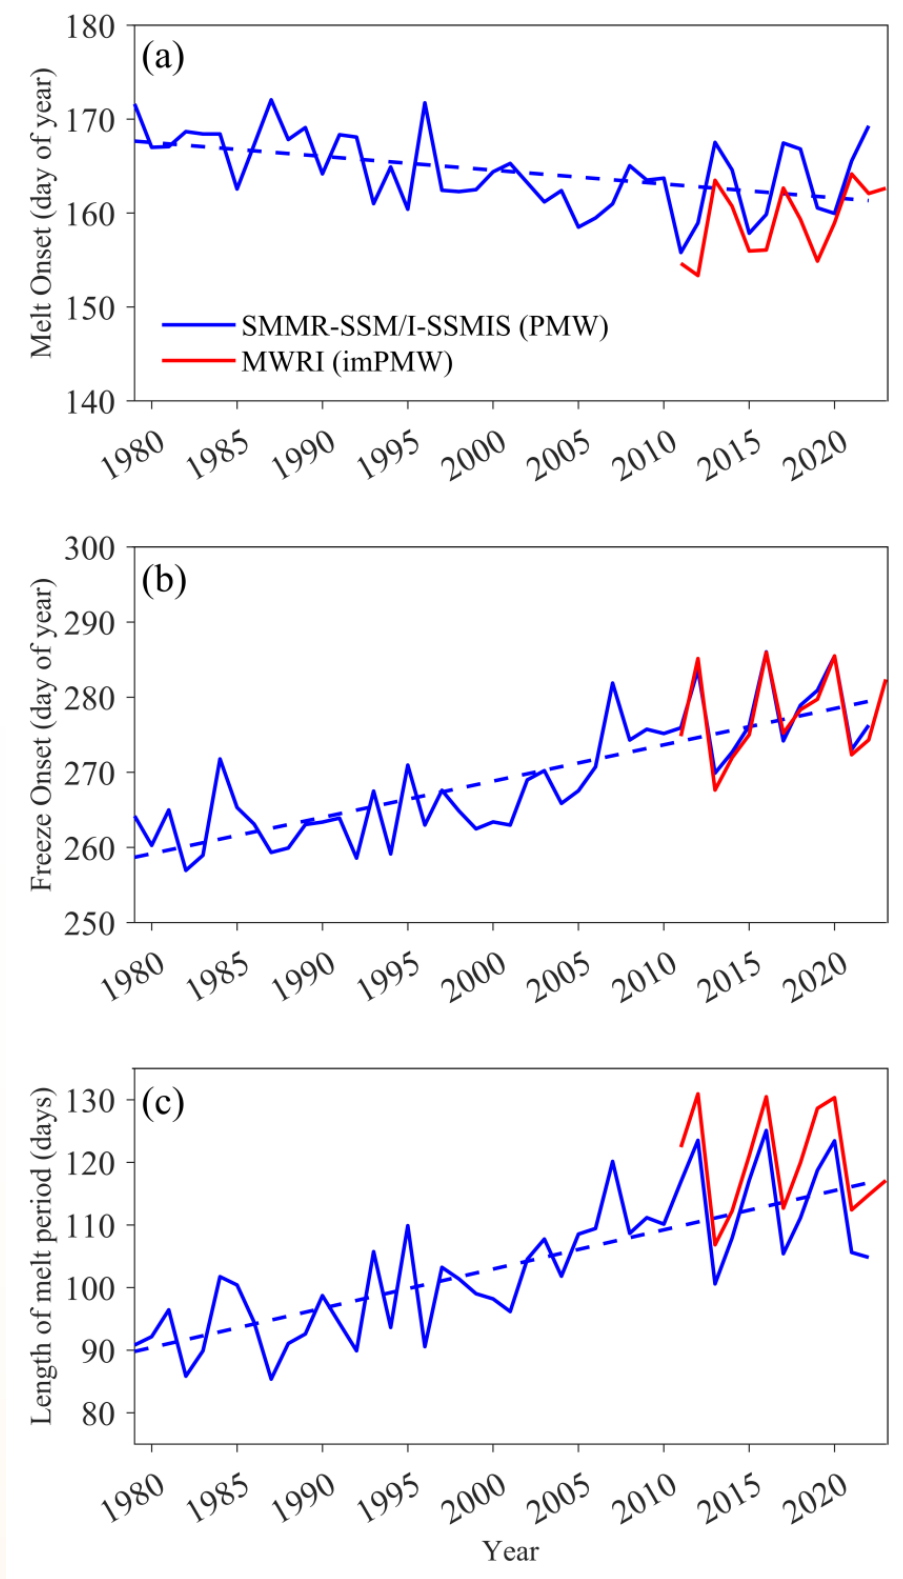 (a)
Melt Onset (day of year)
180
170
160
150
140
SMMR-SSM/I-SSMIS (PMW)
MWRI (imPMW)
1980 1985 1990 1995 2000 2005 2010 2015 2020
(b)
Freeze Onset (day of year)
300
290
280
270
260
250
1980 1985 1990 1995 2000 2005 2010 2015 2020
(c)
Length of melt period (days)
130
120
110
100
90
80
1980 1985 1990 1995 2000 2005 2010 2015 2020
Year